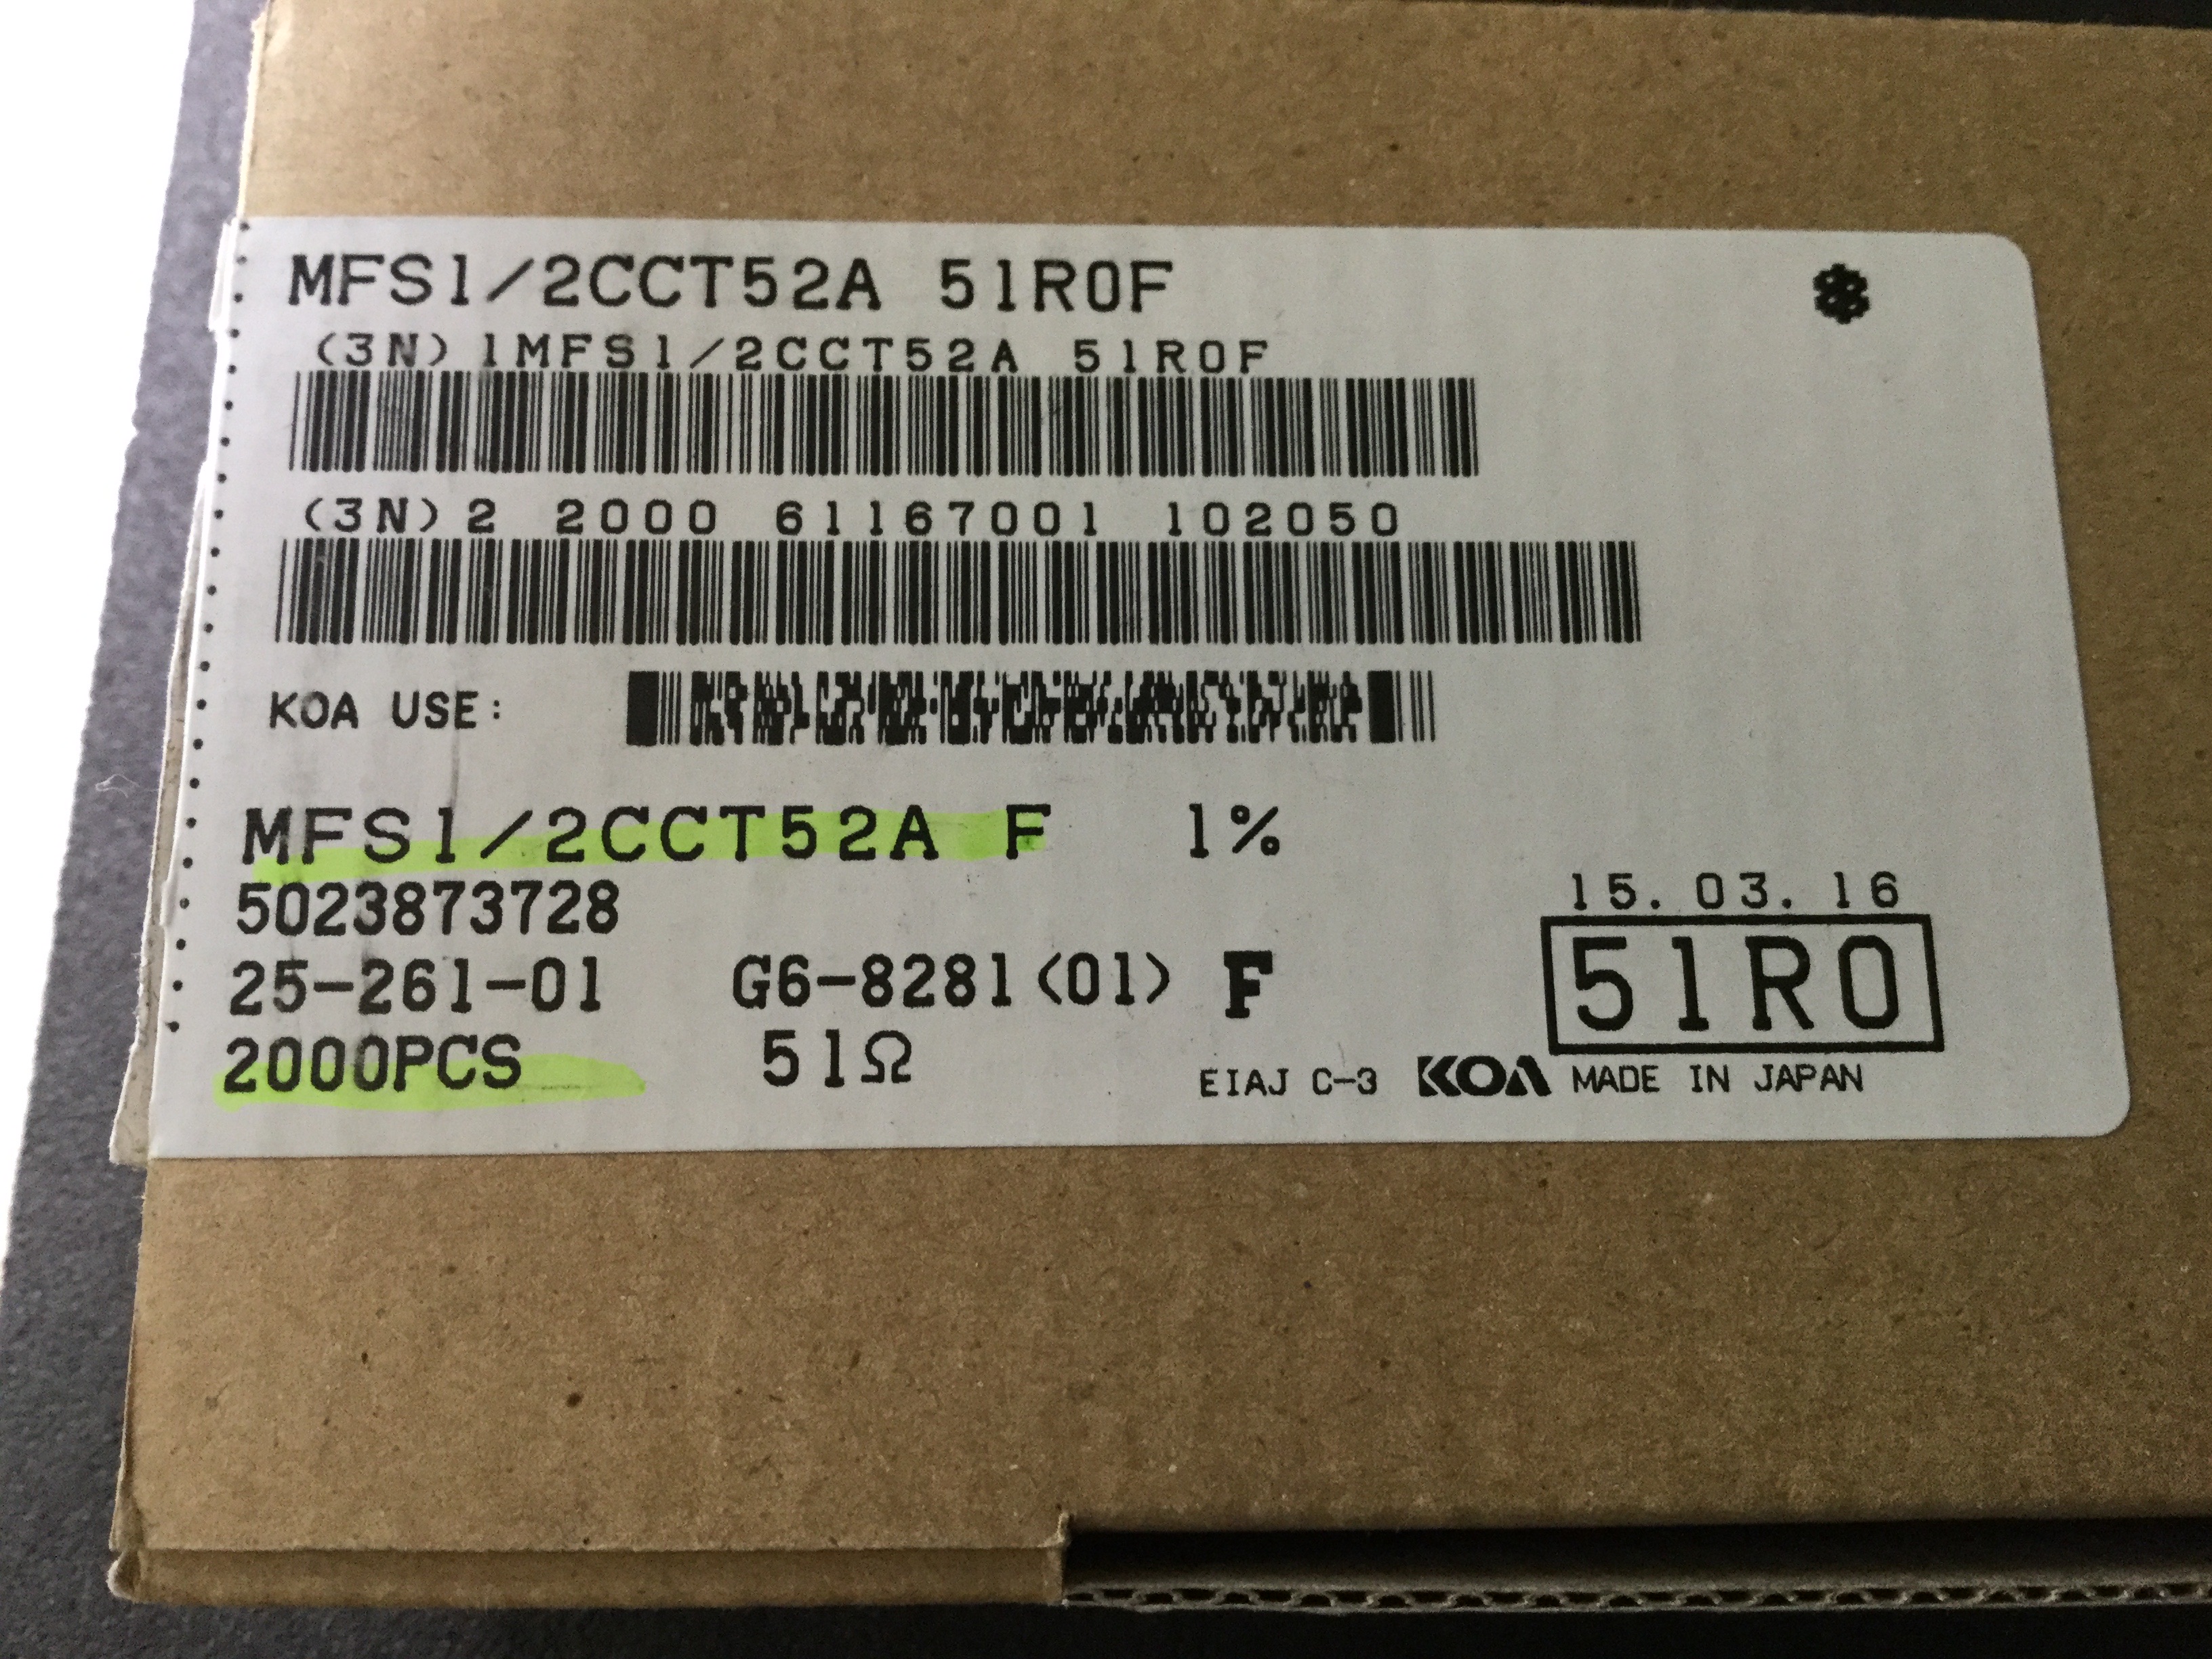 MFS1/2CCT52A 51R0F
(3N)1MFS1/2CCT52A 51R0F
(3N)2 2000 61167001 102050
KOA USE:
MFS1/2CCT52A F 1%
5023873728
15.03.16
25-261-01 G6-8281(01) F 51R0
2000PCS 51Ω EIAJ C-3 KOA MADE IN JAPAN